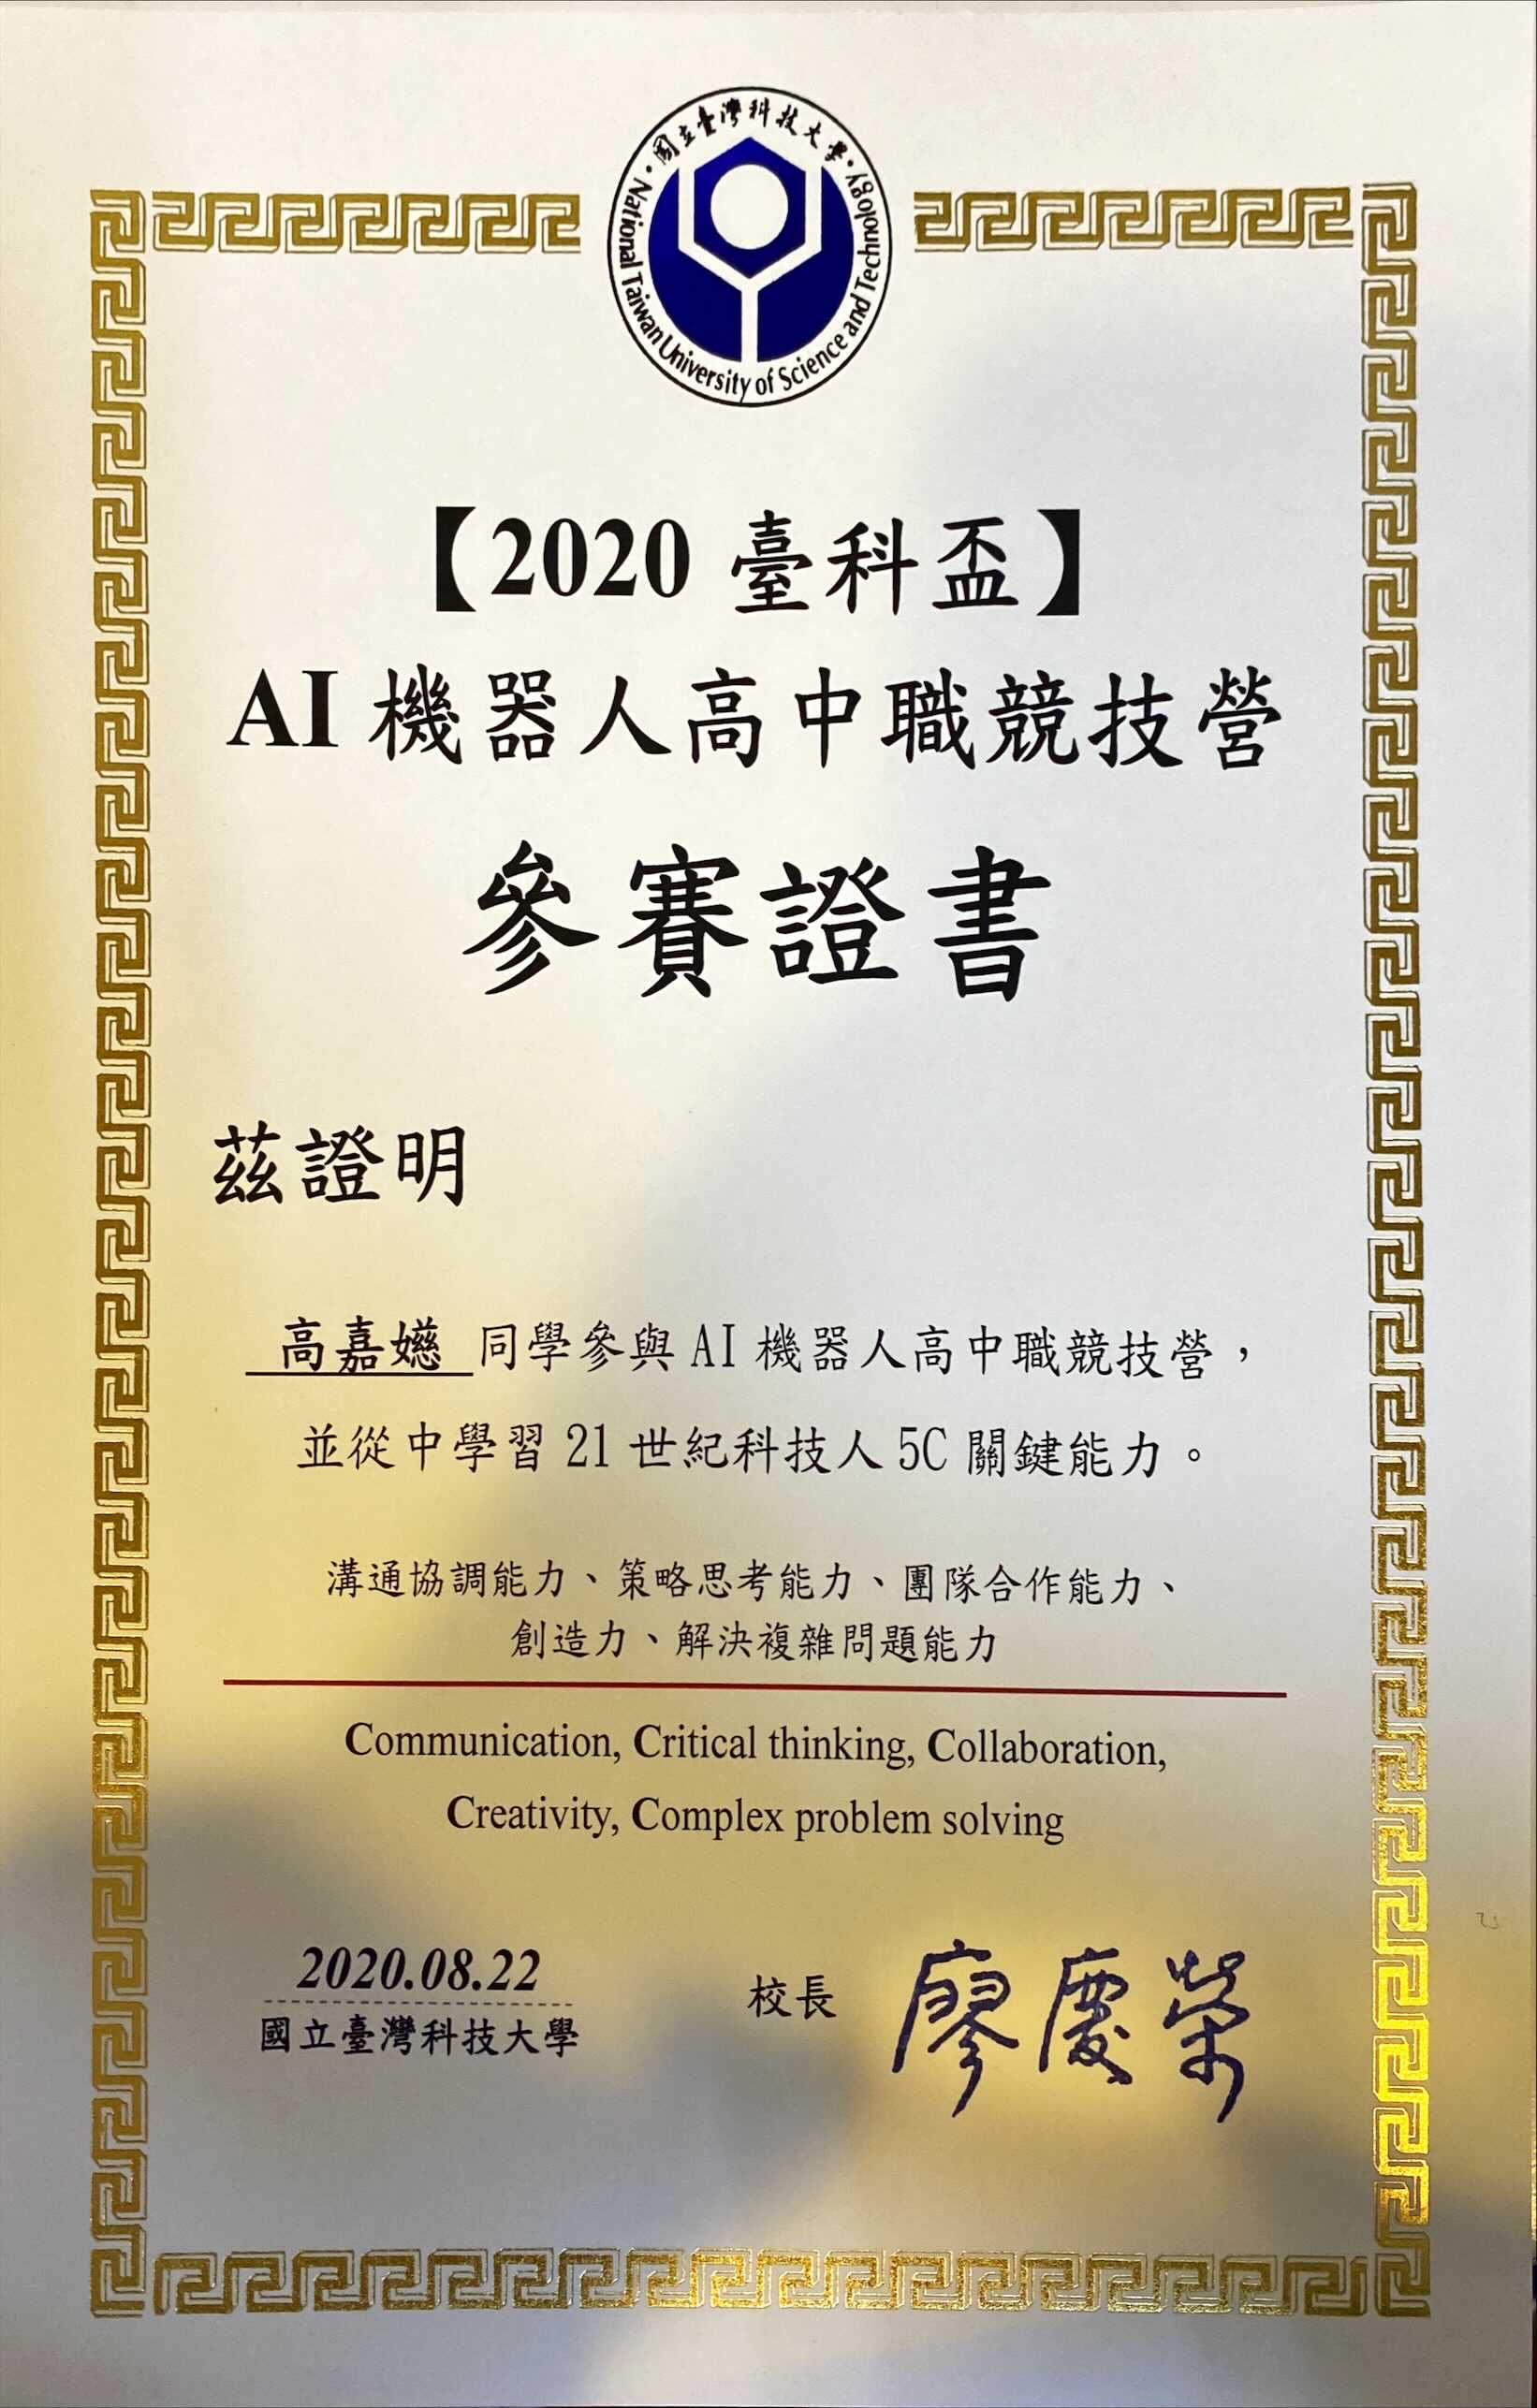 國立臺灣科技大學
National Taiwan University of Science and Technology
【2020 臺科盃】
AI 機器人高中職競技營
參賽證書
茲證明
高嘉嬨 同學參與 AI 機器人高中職競技營，
並從中學習 21 世紀科技人 5C 關鍵能力。
溝通協調能力、策略思考能力、團隊合作能力、
創造力、解決複雜問題能力
Communication, Critical thinking, Collaboration,
Creativity, Complex problem solving
2020.08.22
國立臺灣科技大學
校長 廖慶榮